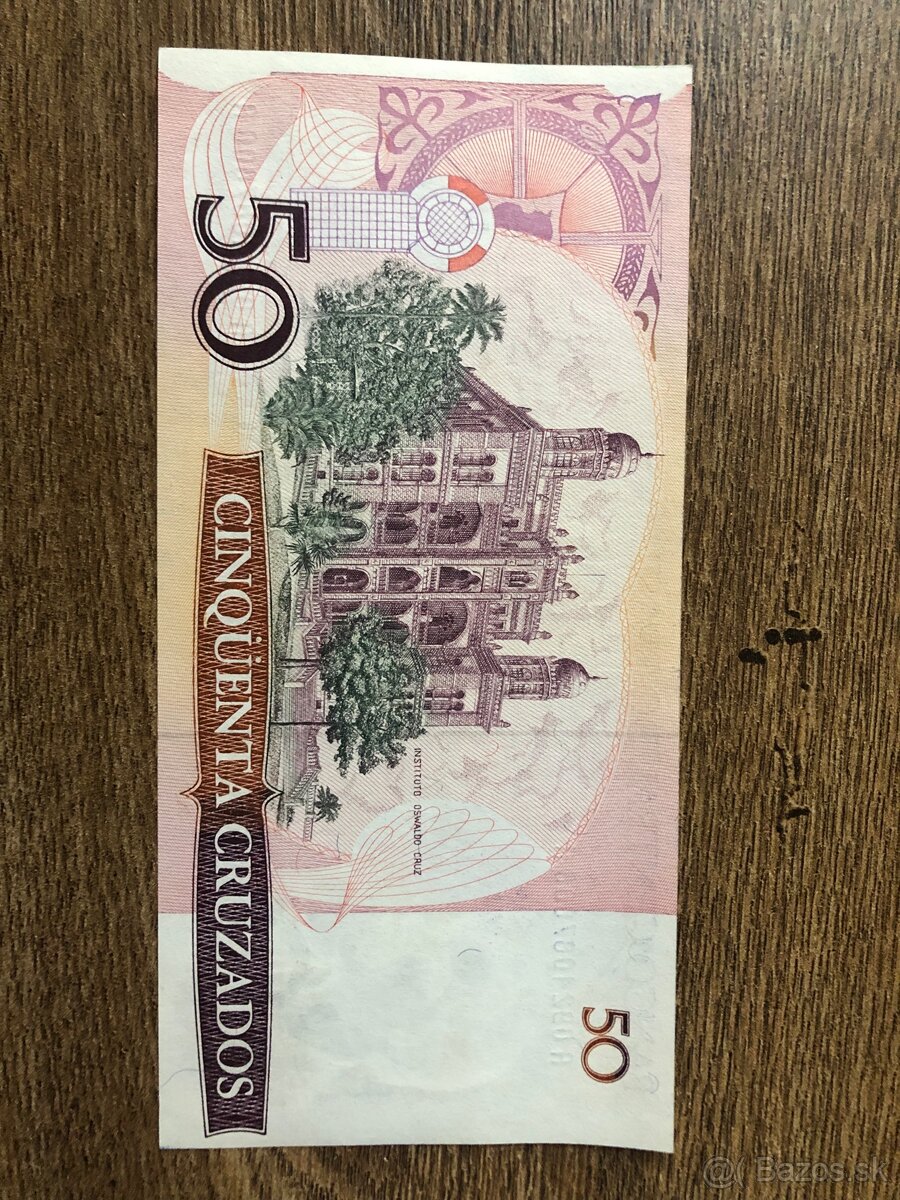 50
CINQÜENTA CRUZADOS
INSTITUTO OSWALDO CRUZ
50
@( Bazos.sk